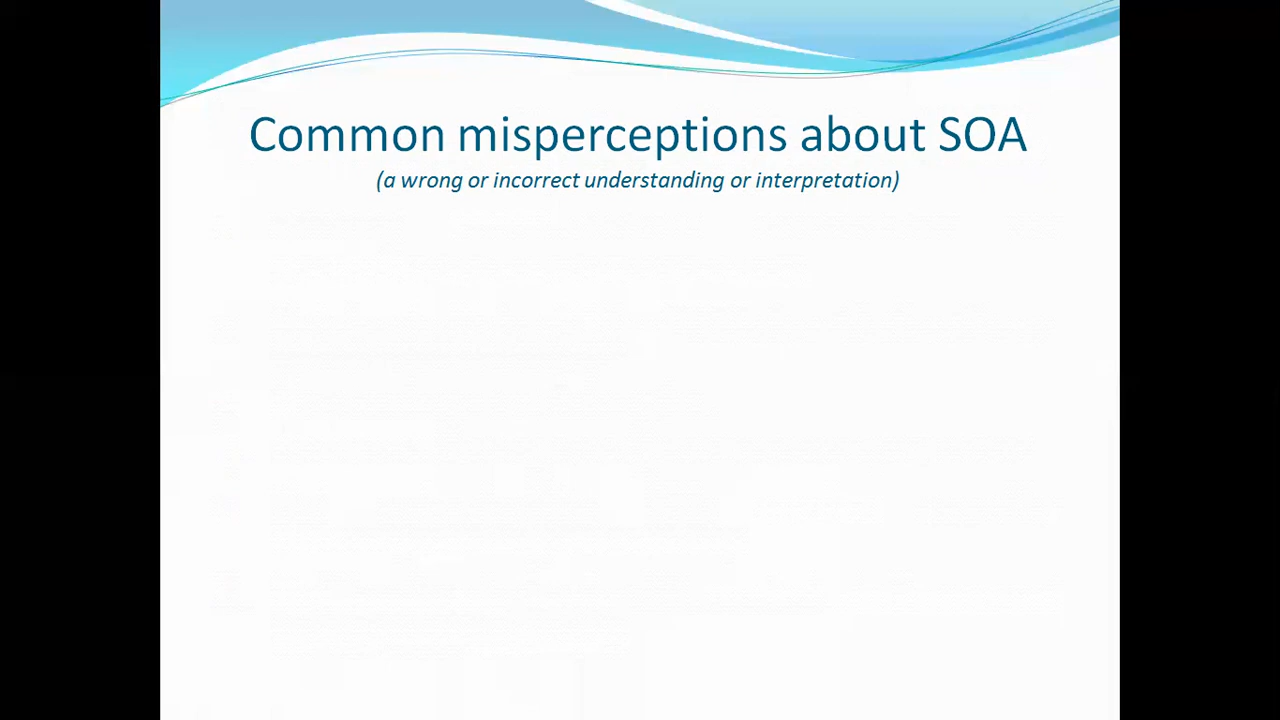 Common misperceptions about SOA
(a wrong or incorrect understanding or interpretation)